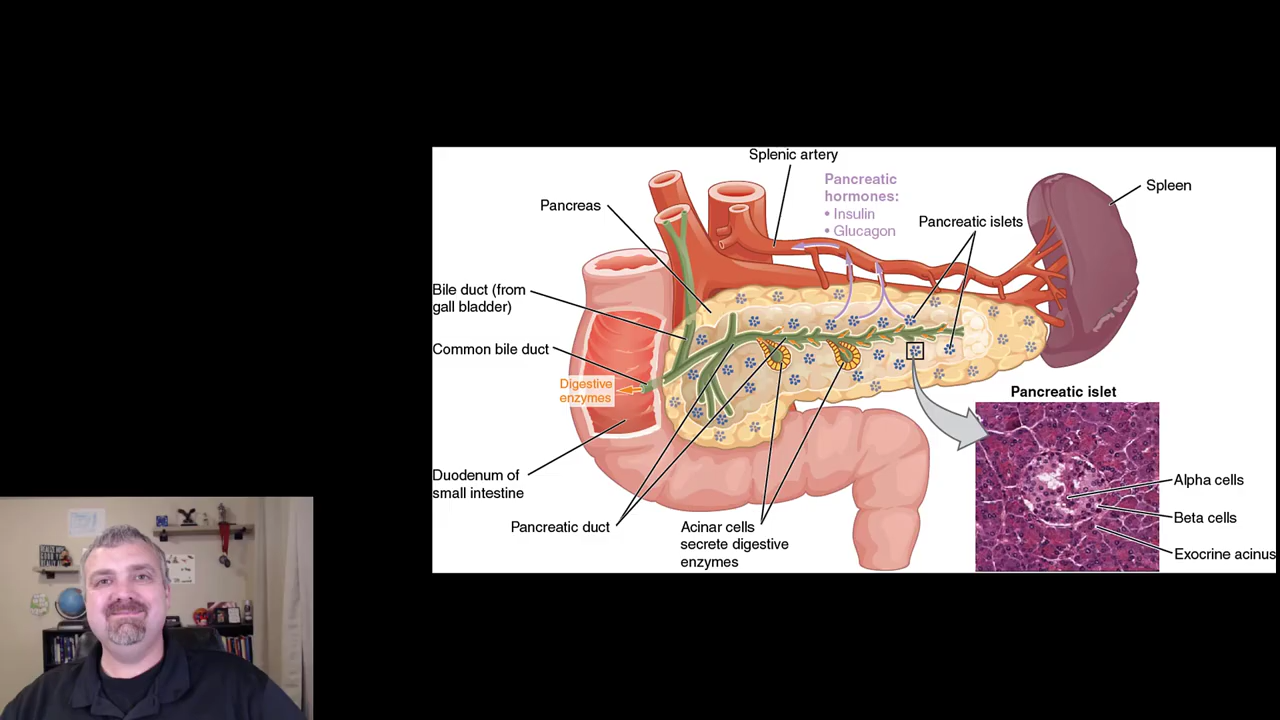 Splenic artery
Pancreatic
hormones:
• Insulin
• Glucagon
Spleen
Pancreas
Pancreatic islets
Bile duct (from
gall bladder)
Common bile duct
Digestive
enzymes
Pancreatic islet
Duodenum of
small intestine
Alpha cells
Beta cells
Pancreatic duct
Acinar cells
secrete digestive
enzymes
Exocrine acinus